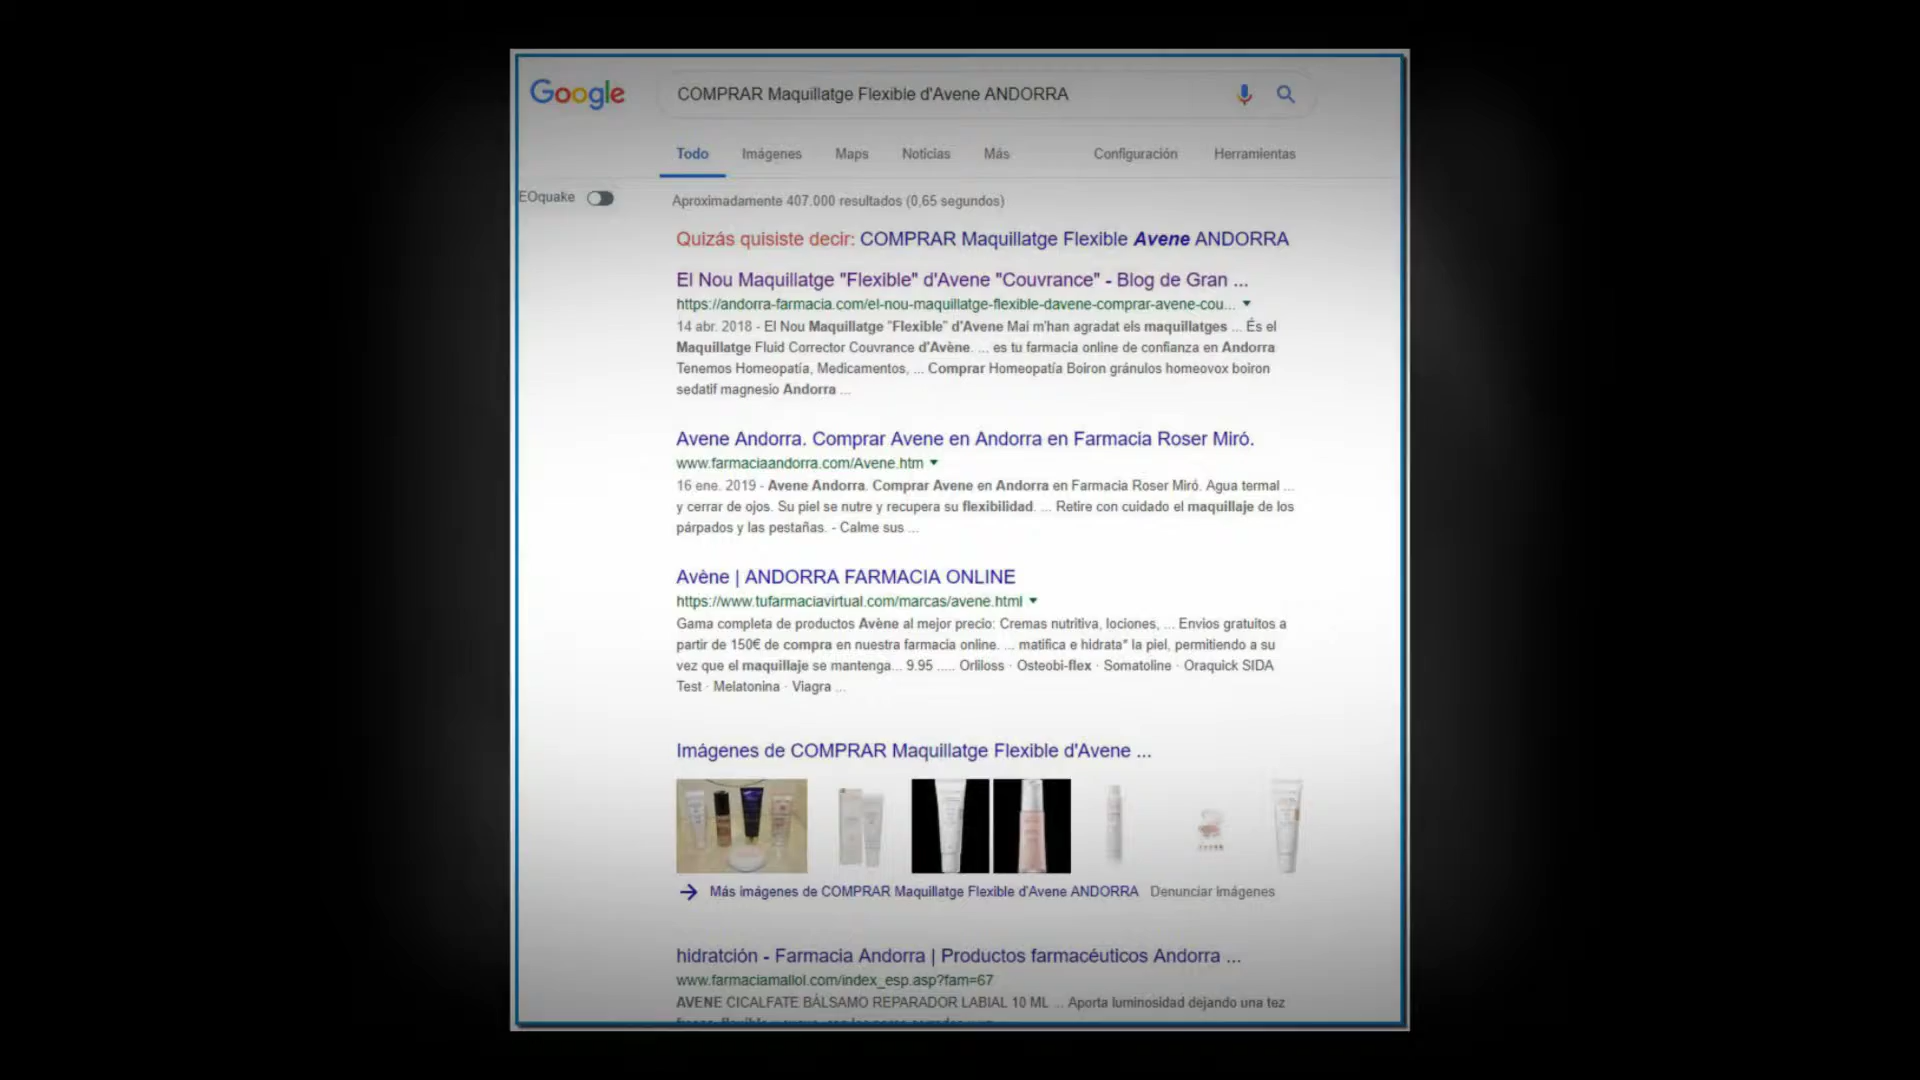 Google
COMPRAR Maquillatge Flexible d'Avene ANDORRA
Todo Imágenes Maps Noticias Más Configuración Herramientas
EOquake
Aproximadamente 407.000 resultados (0,65 segundos)
Quizás quisiste decir: COMPRAR Maquillatge Flexible Avene ANDORRA
El Nou Maquillatge "Flexible" d'Avene "Couvrance" - Blog de Gran ...
https://andorra-farmacia.com/el-nou-maquillatge-flexible-davene-comprar-avene-cou...
14 abr. 2018 - El Nou Maquillatge "Flexible" d'Avene Mai m'han agradat els maquillatges ... És el
Maquillatge Fluid Corrector Couvrance d'Avène. ... es tu farmacia online de confianza en Andorra
Tenemos Homeopatía, Medicamentos, ... Comprar Homeopatía Boiron gránulos homeovox boiron
sedatif magnesio Andorra ...
Avene Andorra. Comprar Avene en Andorra en Farmacia Roser Miró.
www.farmaciaandorra.com/Avene.htm
16 ene. 2019 - Avene Andorra. Comprar Avene en Andorra en Farmacia Roser Miró. Agua termal ...
y cerrar de ojos. Su piel se nutre y recupera su flexibilidad. ... Retire con cuidado el maquillaje de los
párpados y las pestañas. - Calme sus ...
Avène | ANDORRA FARMACIA ONLINE
https://www.tufarmaciavirtual.com/marcas/avene.html
Gama completa de productos Avène al mejor precio: Cremas nutritiva, lociones, ... Envios gratuitos a
partir de 150€ de compra en nuestra farmacia online. ... matifica e hidrata* la piel, permitiendo a su
vez que el maquillaje se mantenga... 9.95 ..... Orliloss · Osteobi-flex · Somatoline · Oraquick SIDA
Test · Melatonina · Viagra ...
Imágenes de COMPRAR Maquillatge Flexible d'Avene ...
Más imágenes de COMPRAR Maquillatge Flexible d'Avene ANDORRA Denunciar imágenes
hidratción - Farmacia Andorra | Productos farmacéuticos Andorra ...
www.farmaciamallol.com/index_esp.asp?fam=67
AVENE CICALFATE BÁLSAMO REPARADOR LABIAL 10 ML ... Aporta luminosidad dejando una tez